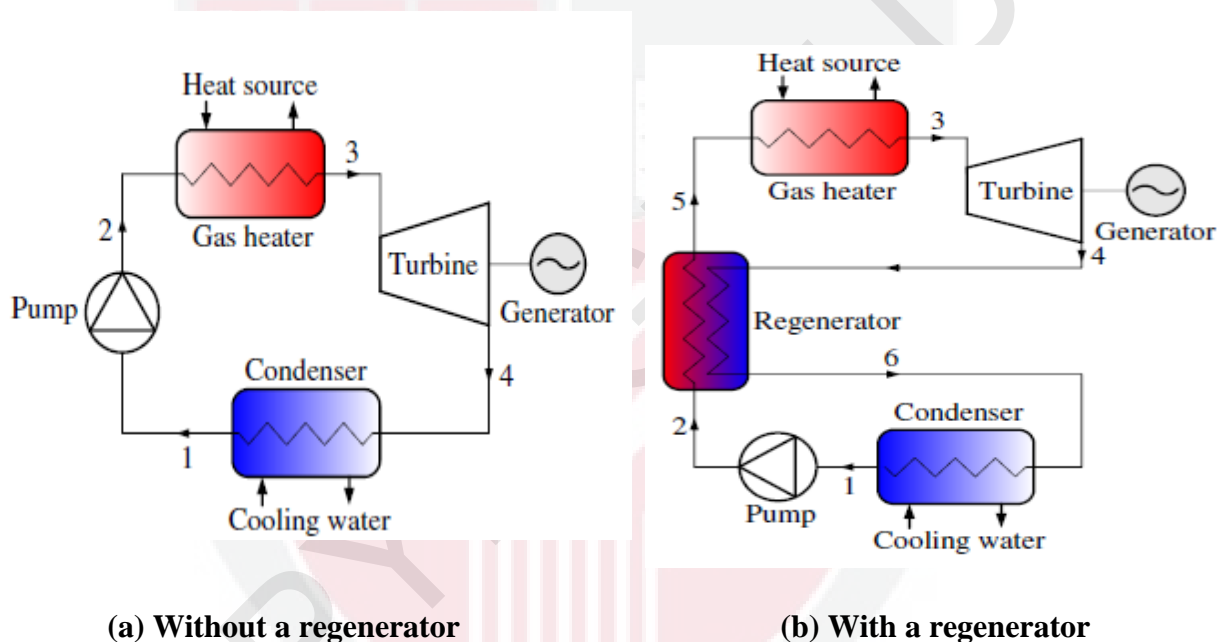 Heat source
3
Gas heater
2
Turbine
Pump
Generator
4
Condenser
1
Cooling water
(a) Without a regenerator
Heat source
3
Gas heater
5
Turbine
Generator
4
Regenerator
6
Condenser
2
1
Pump
Cooling water
(b) With a regenerator